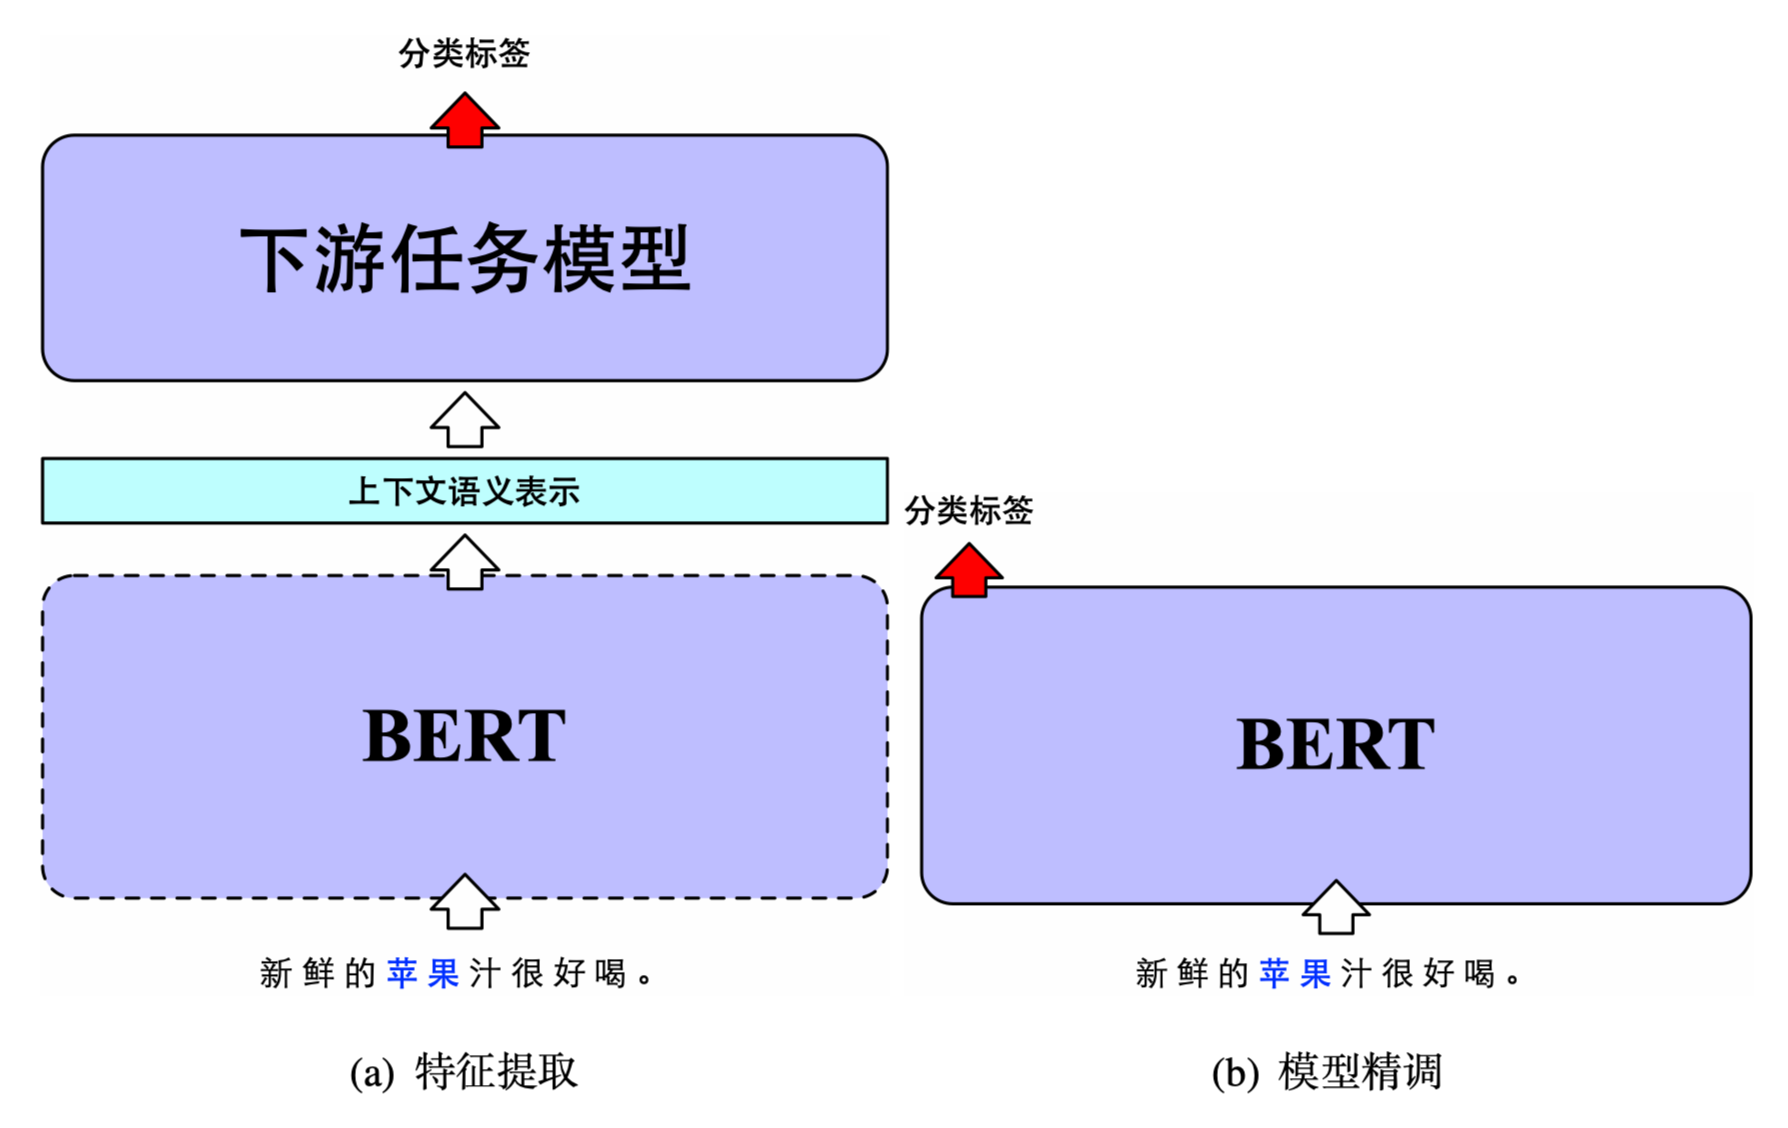 分类标签
下游任务模型
上下文语义表示
BERT
新鲜的苹果汁很好喝。
(a) 特征提取
分类标签
BERT
新鲜的苹果汁很好喝。
(b) 模型精调